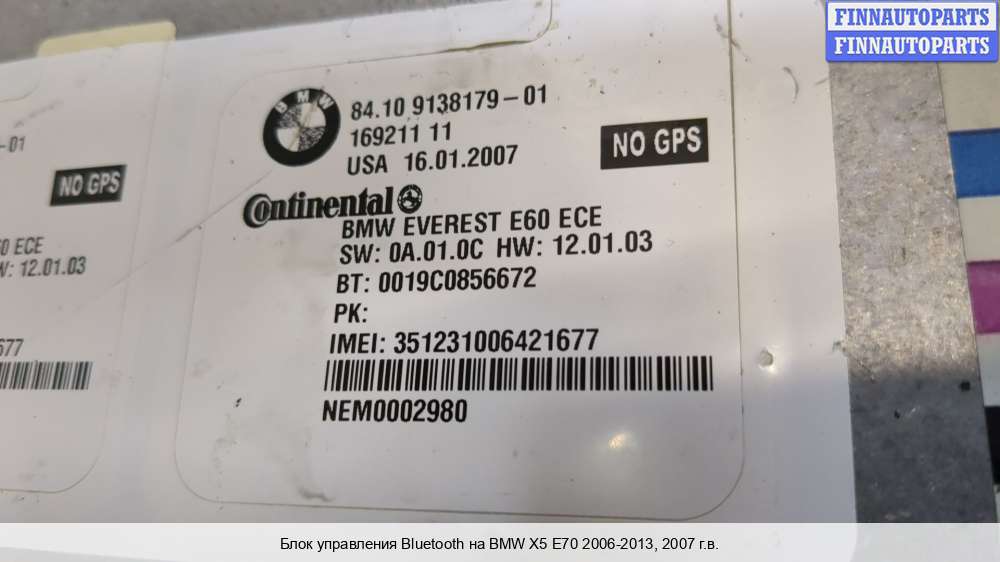 FINNAUTOPARTS
FINNAUTOPARTS
BMW
84.10 9138179-01
169211 11
USA 16.01.2007
NO GPS
Continental
BMW EVEREST E60 ECE
SW: 0A.01.0C HW: 12.01.03
BT: 0019C0856672
PK:
IMEI: 351231006421677
NEM0002980
-01
NO GPS
60 ECE
W: 12.01.03
677
Блок управления Bluetooth на BMW X5 E70 2006-2013, 2007 г.в.